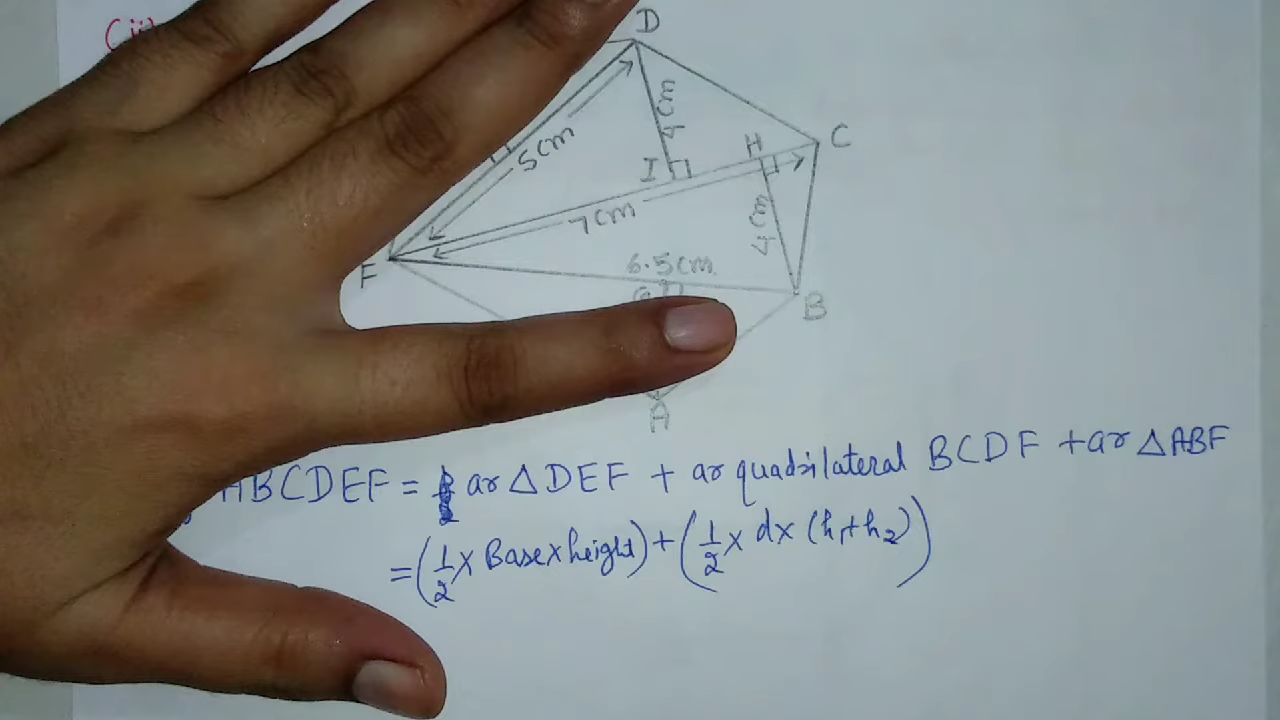 (ii)
D
C
H
5cm
4cm
I
7cm
4cm
F
6.5cm
B
A
ABCDEF = ar △DEF + ar quadrilateral BCDF + ar △ABF
= (1/2 × Base × height) + (1/2 × d × (h₁+h₂))